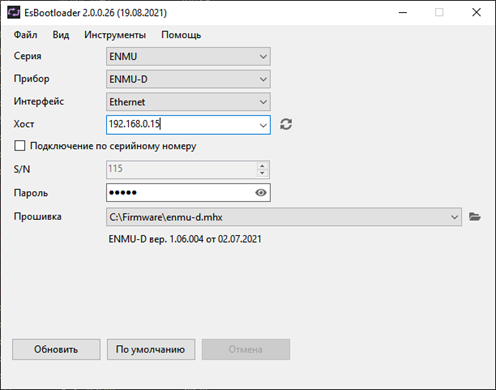 EsBootloader 2.0.0.26 (19.08.2021)
Файл Вид Инструменты Помощь
Серия ENMU
Прибор ENMU-D
Интерфейс Ethernet
Хост 192.168.0.15
Подключение по серийному номеру
S/N 115
Пароль •••••
Прошивка C:\Firmware\enmu-d.mhx
ENMU-D вер. 1.06.004 от 02.07.2021
Обновить По умолчанию Отмена